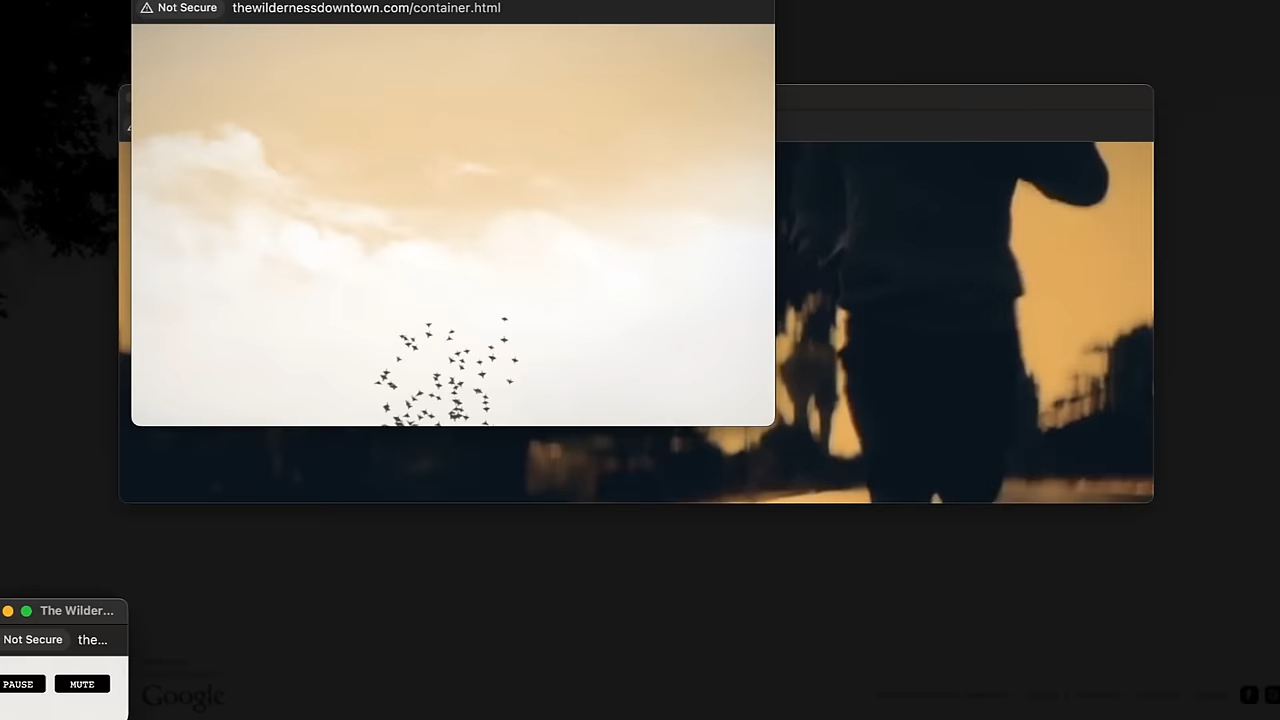 Not Secure thewildernessdowntown.com/container.html
The Wilder...
Not Secure the...
PAUSE MUTE
Google